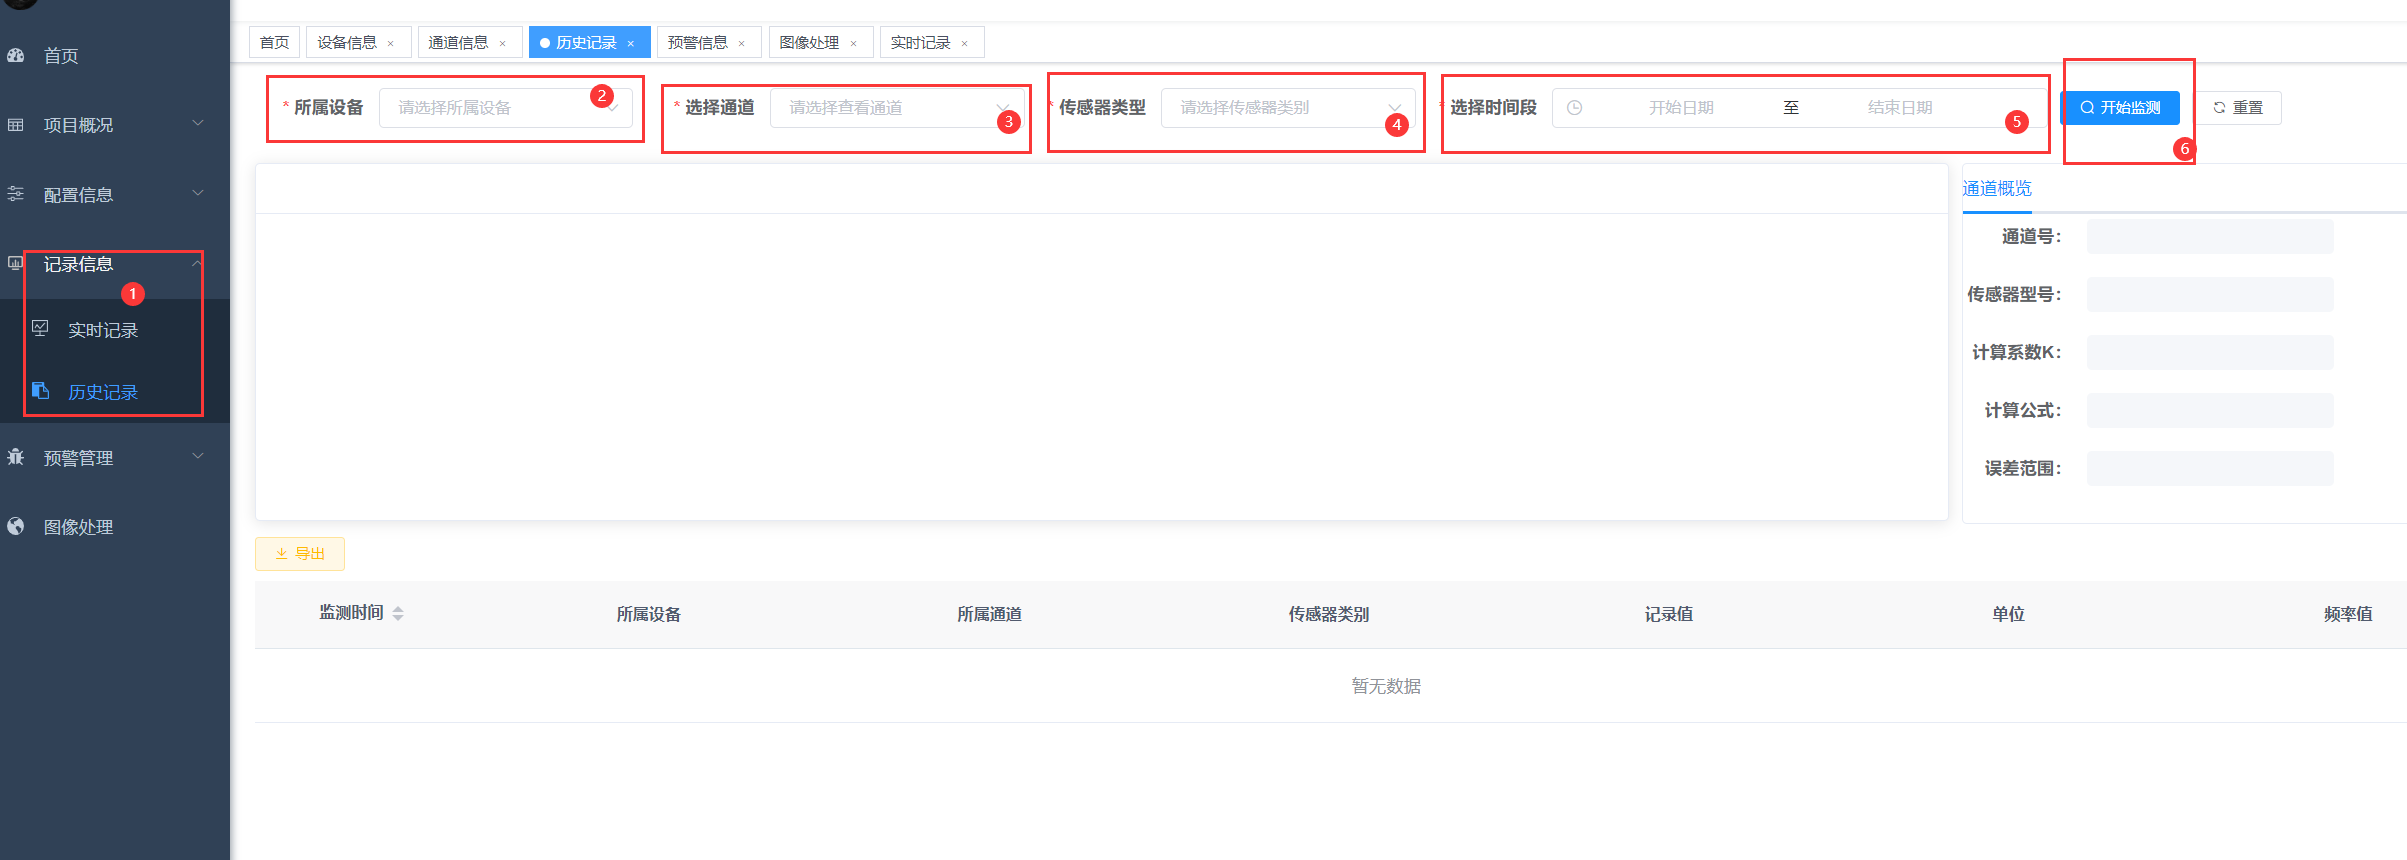 首页
项目概况
配置信息
记录信息
1
实时记录
历史记录
预警管理
图像处理
首页 设备信息 × 通道信息 × 历史记录 × 预警信息 × 图像处理 × 实时记录 ×
* 所属设备 请选择所属设备 2 * 选择通道 请选择查看通道 3 * 传感器类型 请选择传感器类别 4 * 选择时间段 开始日期 至 结束日期 5 开始监测 6 重置
通道概览
通道号：
传感器型号：
计算系数K：
计算公式：
误差范围：
导出
监测时间 所属设备 所属通道 传感器类别 记录值 单位 频率值
暂无数据